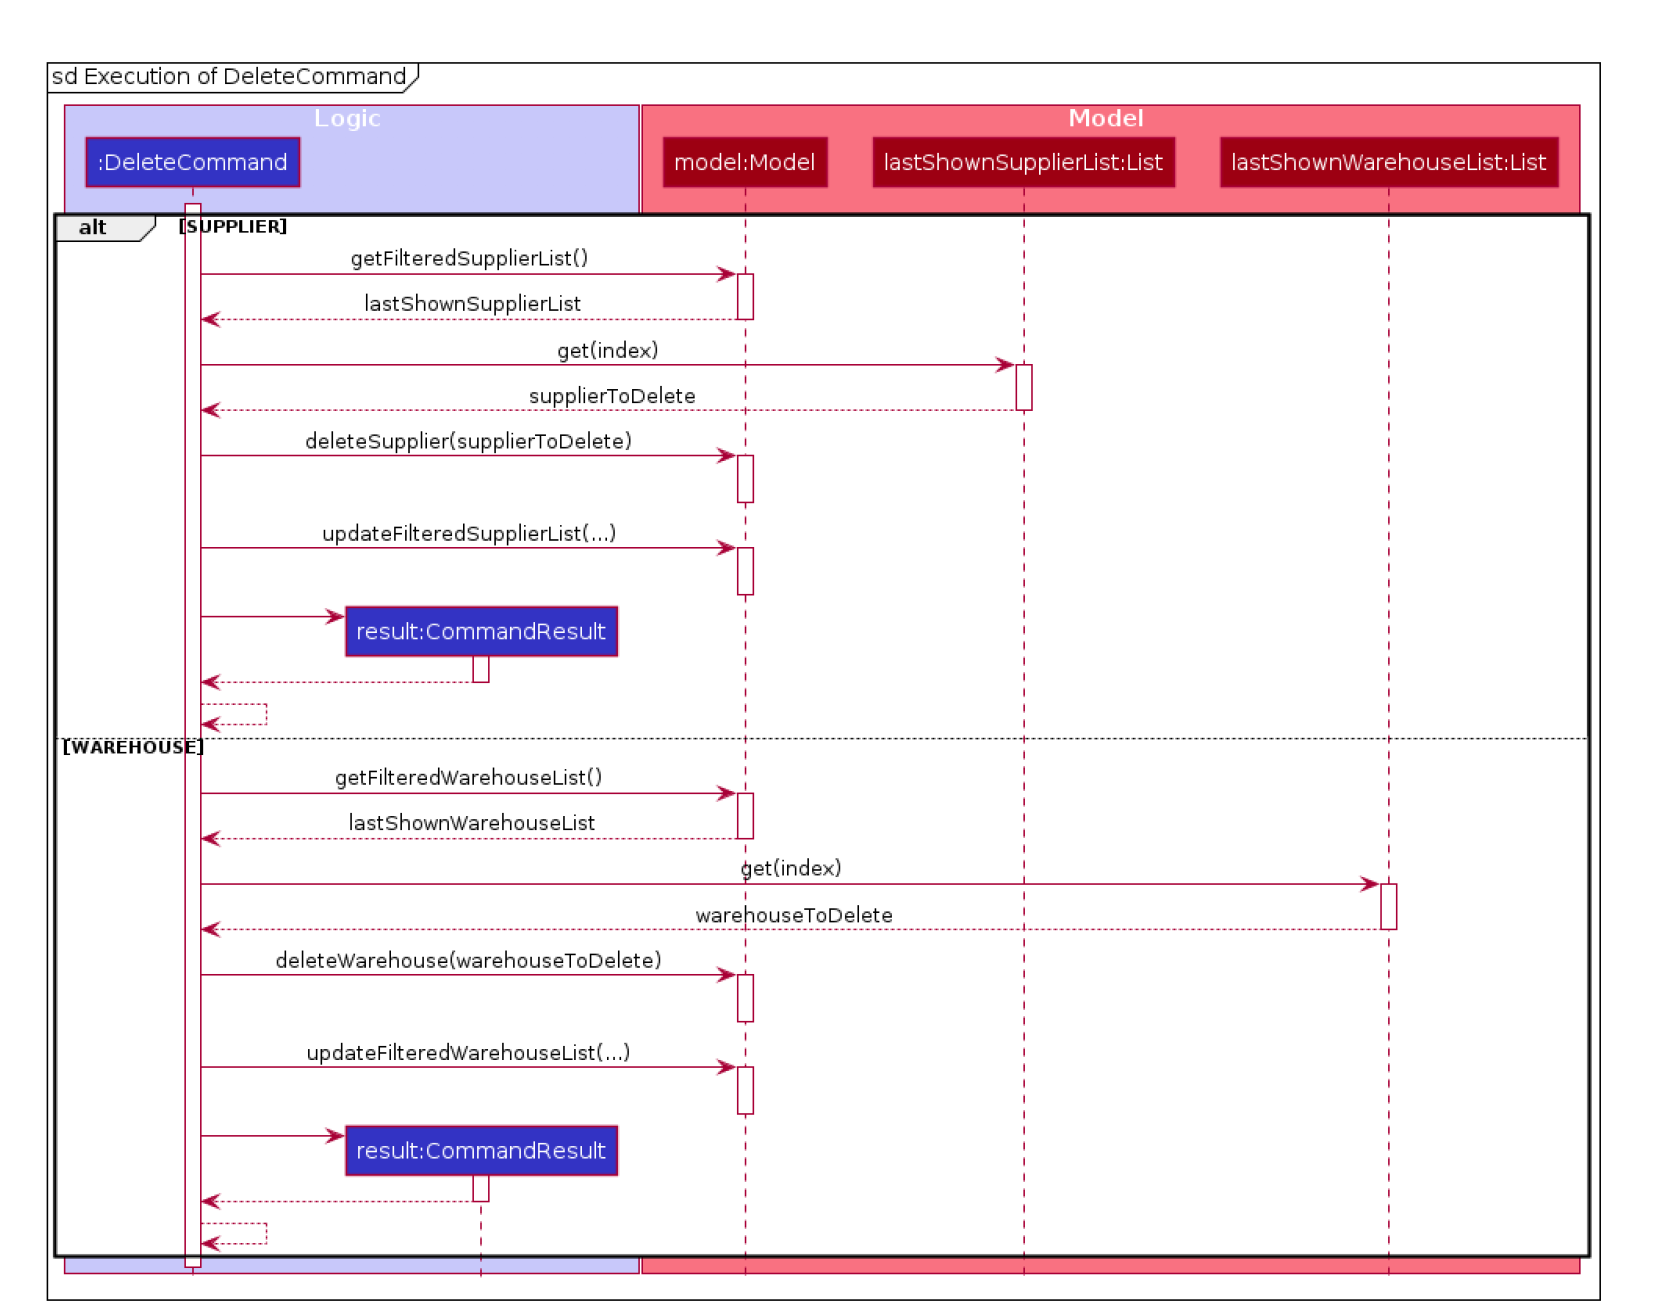 sd Execution of DeleteCommand
Logic
Model
:DeleteCommand
model:Model
lastShownSupplierList:List
lastShownWarehouseList:List
alt
[SUPPLIER]
getFilteredSupplierList()
lastShownSupplierList
get(index)
supplierToDelete
deleteSupplier(supplierToDelete)
updateFilteredSupplierList(...)
result:CommandResult
[WAREHOUSE]
getFilteredWarehouseList()
lastShownWarehouseList
get(index)
warehouseToDelete
deleteWarehouse(warehouseToDelete)
updateFilteredWarehouseList(...)
result:CommandResult